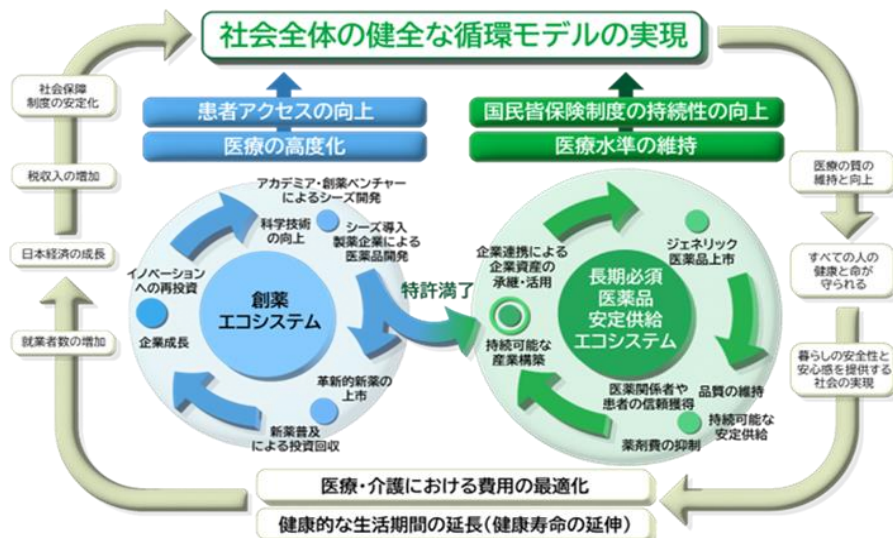 社会全体の健全な循環モデルの実現
社会保障
制度の安定化
税収入の増加
日本経済の成長
就業者数の増加
患者アクセスの向上
医療の高度化
国民皆保険制度の持続性の向上
医療水準の維持
アカデミア・創薬ベンチャー
によるシーズ開発
科学技術
の向上
シーズ導入
製薬企業による
医薬品開発
イノベーション
への再投資
創薬
エコシステム
企業成長
革新的新薬の
上市
新薬普及
による投資回収
特許満了
企業連携による
企業資産の
承継・活用
ジェネリック
医薬品上市
長期必須
医薬品
安定供給
エコシステム
持続可能な
産業構築
医薬関係者や
患者の信頼獲得
品質の維持
持続可能な
安定供給
薬剤費の抑制
医療の質の
維持と向上
すべての人の
健康と命が
守られる
暮らしの安全性と
安心感を提供する
社会の実現
医療・介護における費用の最適化
健康的な生活期間の延長(健康寿命の延伸)